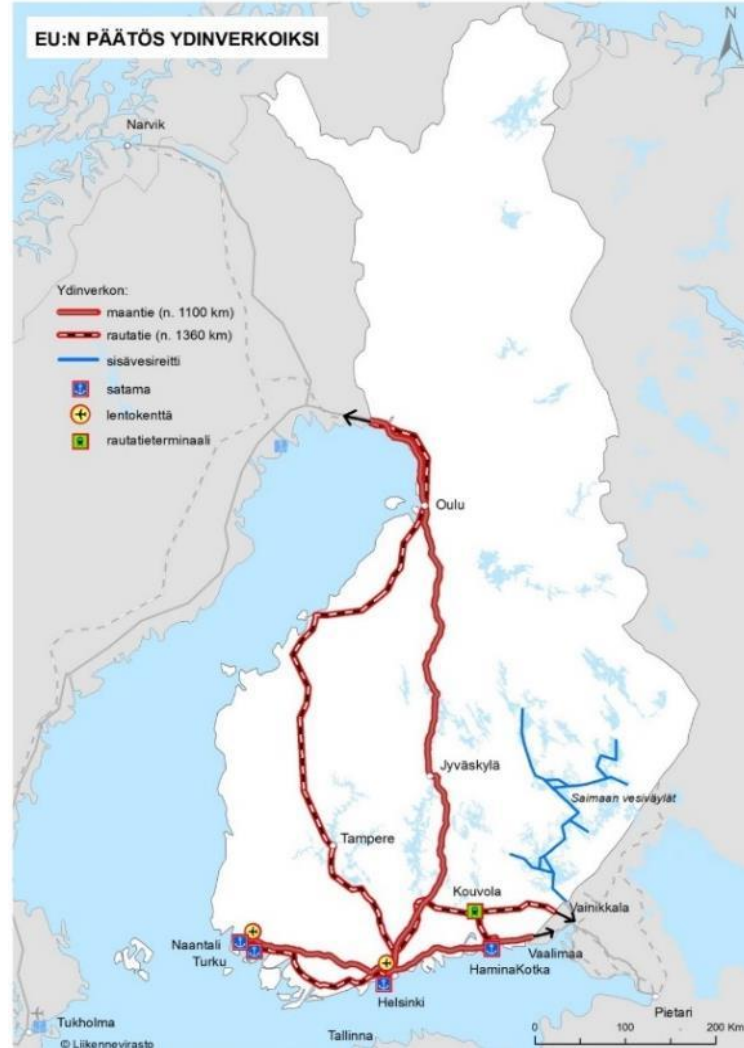 EU:N PÄÄTÖS YDINVERKOIKSI
N
Narvik
Ydinverkon:
maantie (n. 1100 km)
rautatie (n. 1360 km)
sisävesireitti
satama
lentokenttä
rautatieterminaali
Oulu
Jyväskylä
Saimaan vesiväylät
Tampere
Kouvola
Vainikkala
Naantali
Turku
Vaalimaa
HaminaKotka
Helsinki
Pietari
Tukholma
Tallinna
0 100 200 Km
© Liikennevirasto